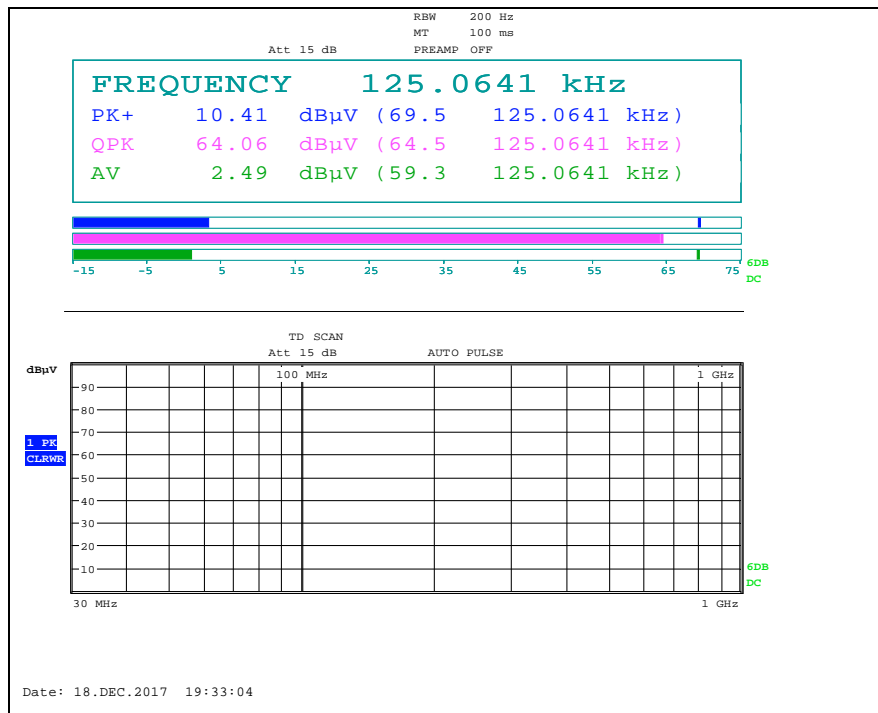 RBW 200 Hz
MT 100 ms
Att 15 dB PREAMP OFF
FREQUENCY 125.0641 kHz
PK+ 10.41 dBµV (69.5 125.0641 kHz)
QPK 64.06 dBµV (64.5 125.0641 kHz)
AV 2.49 dBµV (59.3 125.0641 kHz)
-15 -5 5 15 25 35 45 55 65 75
6DB
DC
TD SCAN
Att 15 dB AUTO PULSE
dBµV
100 MHz 1 GHz
90
80
70
1 PK
CLRWR
60
50
40
30
20
10
6DB
DC
30 MHz 1 GHz
Date: 18.DEC.2017 19:33:04